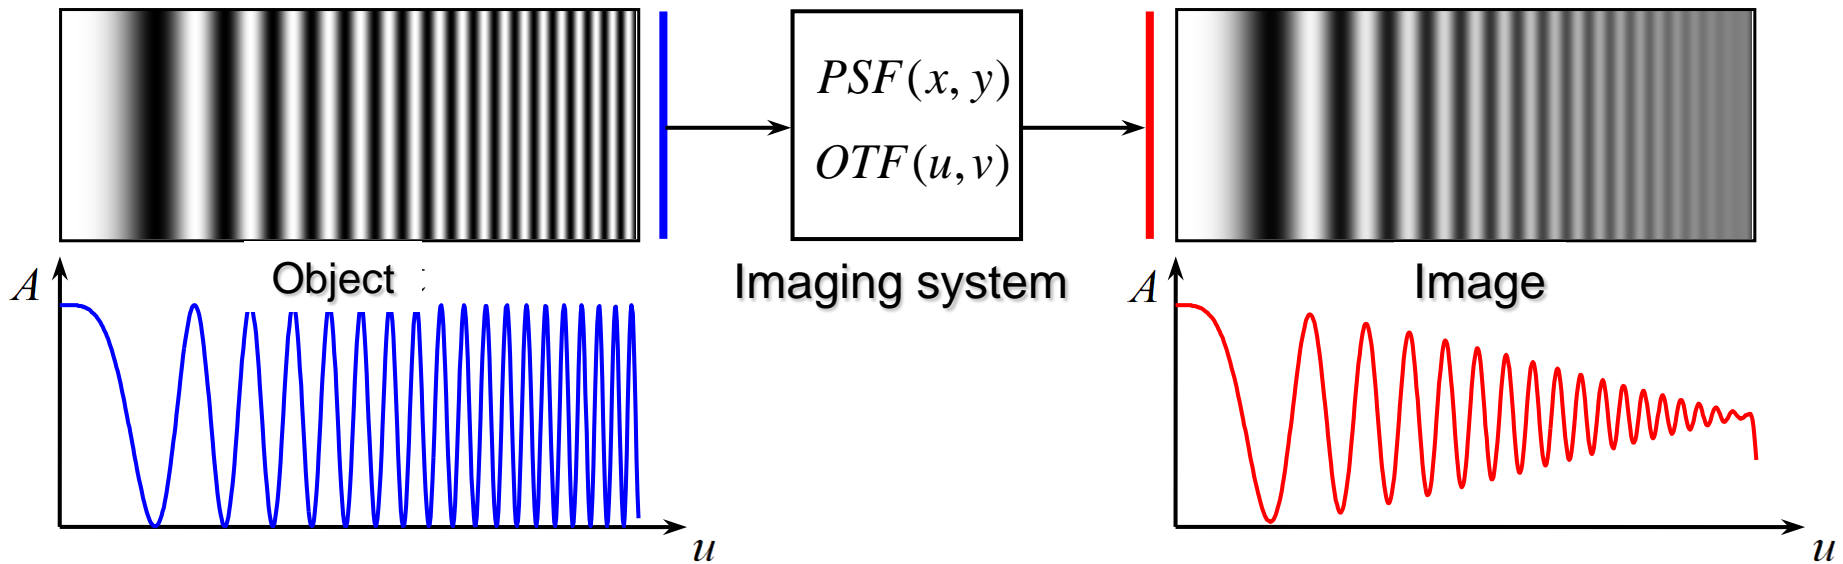 PSF(x, y)
OTF(u, v)
A
Object :
Imaging system
A
Image
u
u